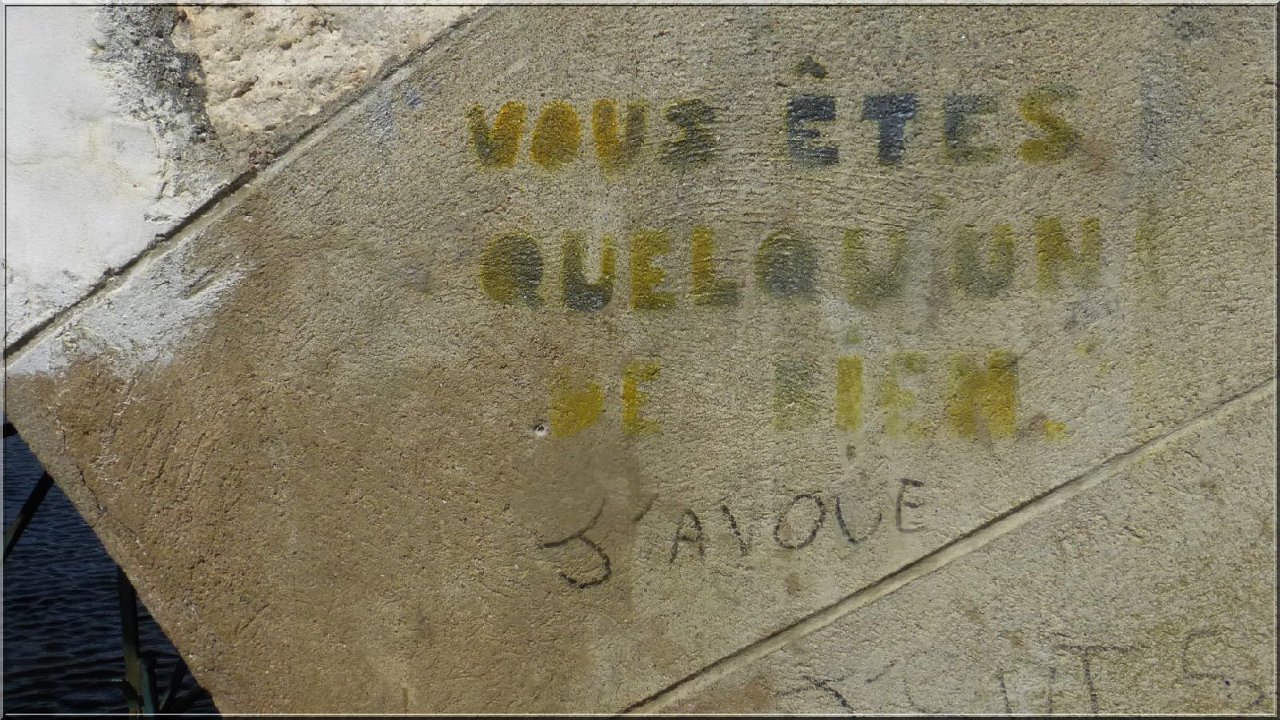 VOUS ÊTES
QUELQU'UN
DE BIEN.
J'AVOUE